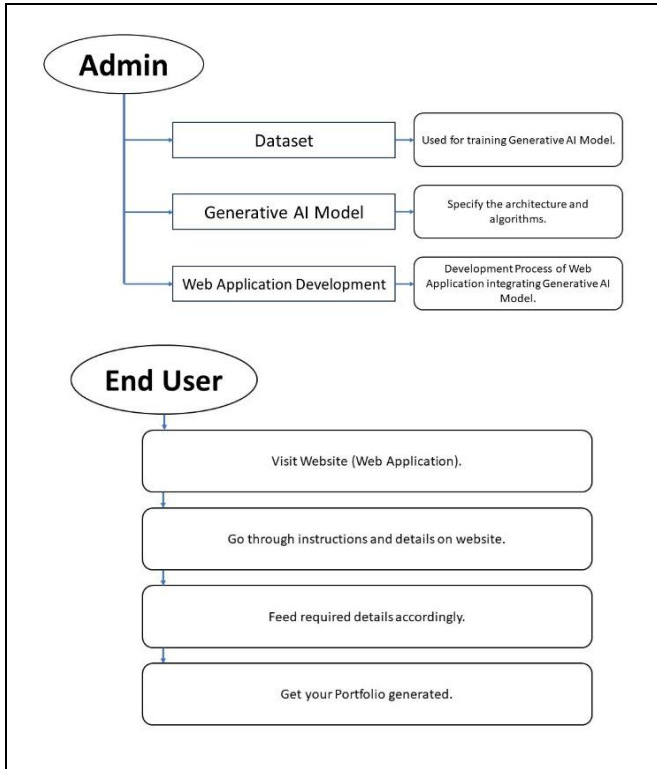 Admin
Dataset
Used for training Generative AI Model.
Generative AI Model
Specify the architecture and
algorithms.
Web Application Development
Development Process of Web
Application integrating Generative AI
Model.
End User
Visit Website (Web Application).
Go through instructions and details on website.
Feed required details accordingly.
Get your Portfolio generated.